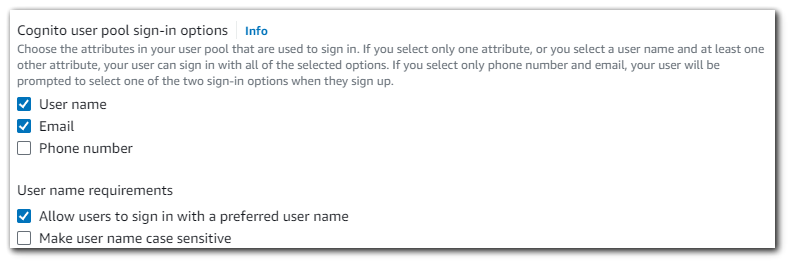 Cognito user pool sign-in options Info
Choose the attributes in your user pool that are used to sign in. If you select only one attribute, or you select a user name and at least one
other attribute, your user can sign in with all of the selected options. If you select only phone number and email, your user will be
prompted to select one of the two sign-in options when they sign up.
User name
Email
Phone number
User name requirements
Allow users to sign in with a preferred user name
Make user name case sensitive